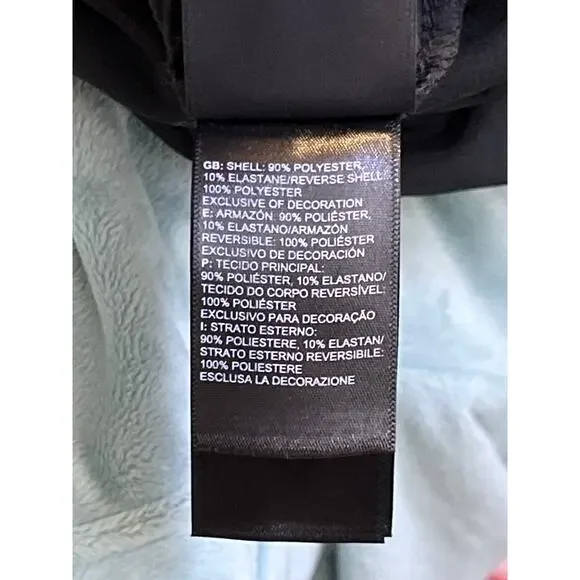 GB: SHELL: 90% POLYESTER,
10% ELASTANE/REVERSE SHELL/
100% POLYESTER
EXCLUSIVE OF DECORATION
E: ARMAZÓN: 90% POLIÉSTER,
10% ELASTANO/ARMAZÓN
REVERSIBLE: 100% POLIÉSTER
EXCLUSIVO DE DECORACIÓN
P: TECIDO PRINCIPAL:
90% POLIÉSTER, 10% ELASTANO/
TECIDO DO CORPO REVERSÍVEL:
100% POLIÉSTER
EXCLUSIVO PARA DECORAÇÃO
I: STRATO ESTERNO:
90% POLIESTERE, 10% ELASTAN/
STRATO ESTERNO REVERSIBILE:
100% POLIESTERE
ESCLUSA LA DECORAZIONE